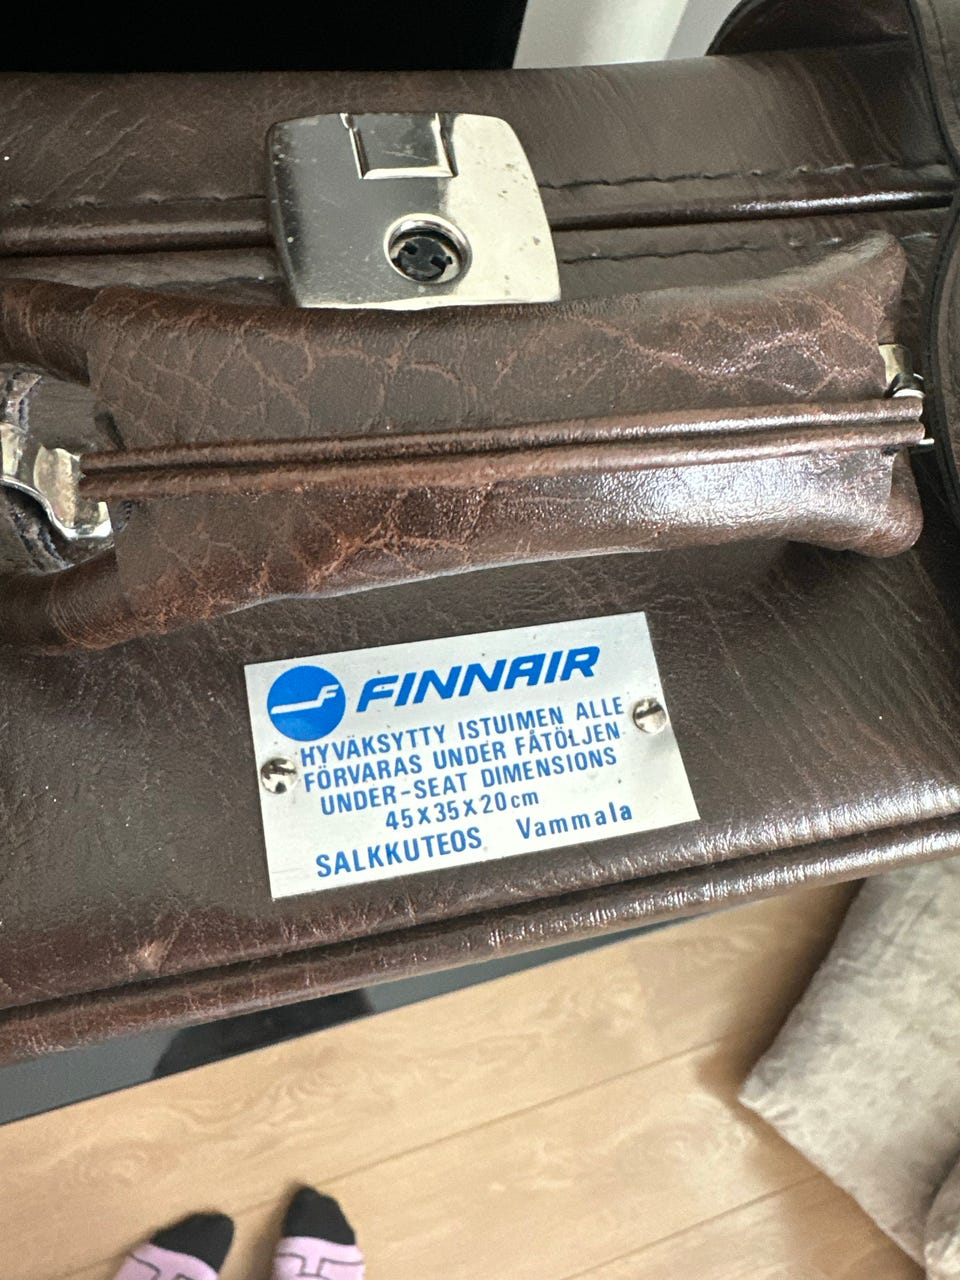 F FINNAIR
HYVÄKSYTTY ISTUIMEN ALLE
FÖRVARAS UNDER FÅTÖLJEN
UNDER-SEAT DIMENSIONS
45X35X20cm
SALKKUTEOS Vammala